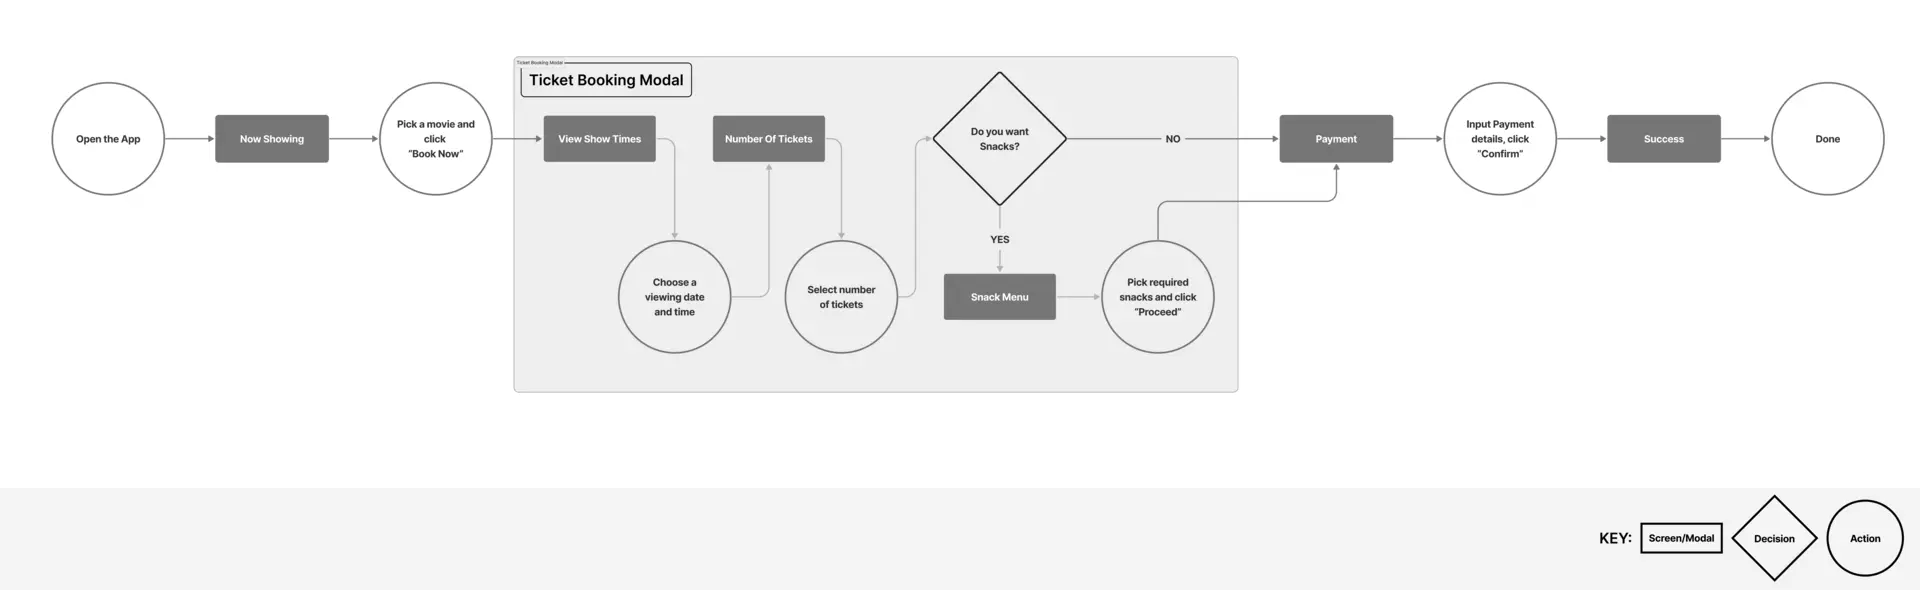 Ticket Booking Modal
Ticket Booking Modal
Open the App
Now Showing
Pick a movie and
click
“Book Now”
View Show Times
Number Of Tickets
Do you want
Snacks?
NO
Payment
Input Payment
details, click
“Confirm”
Success
Done
YES
Choose a
viewing date
and time
Select number
of tickets
Snack Menu
Pick required
snacks and click
“Proceed”
KEY:
Screen/Modal
Decision
Action